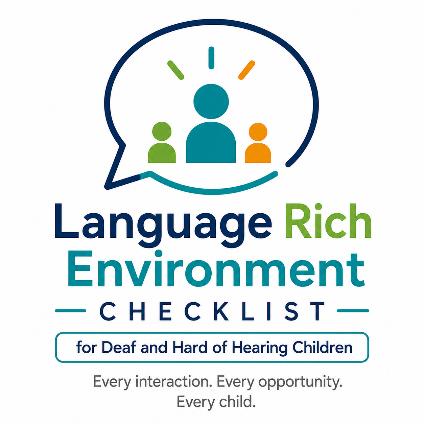 Language Rich
Environment
CHECKLIST
for Deaf and Hard of Hearing Children
Every interaction. Every opportunity.
Every child.